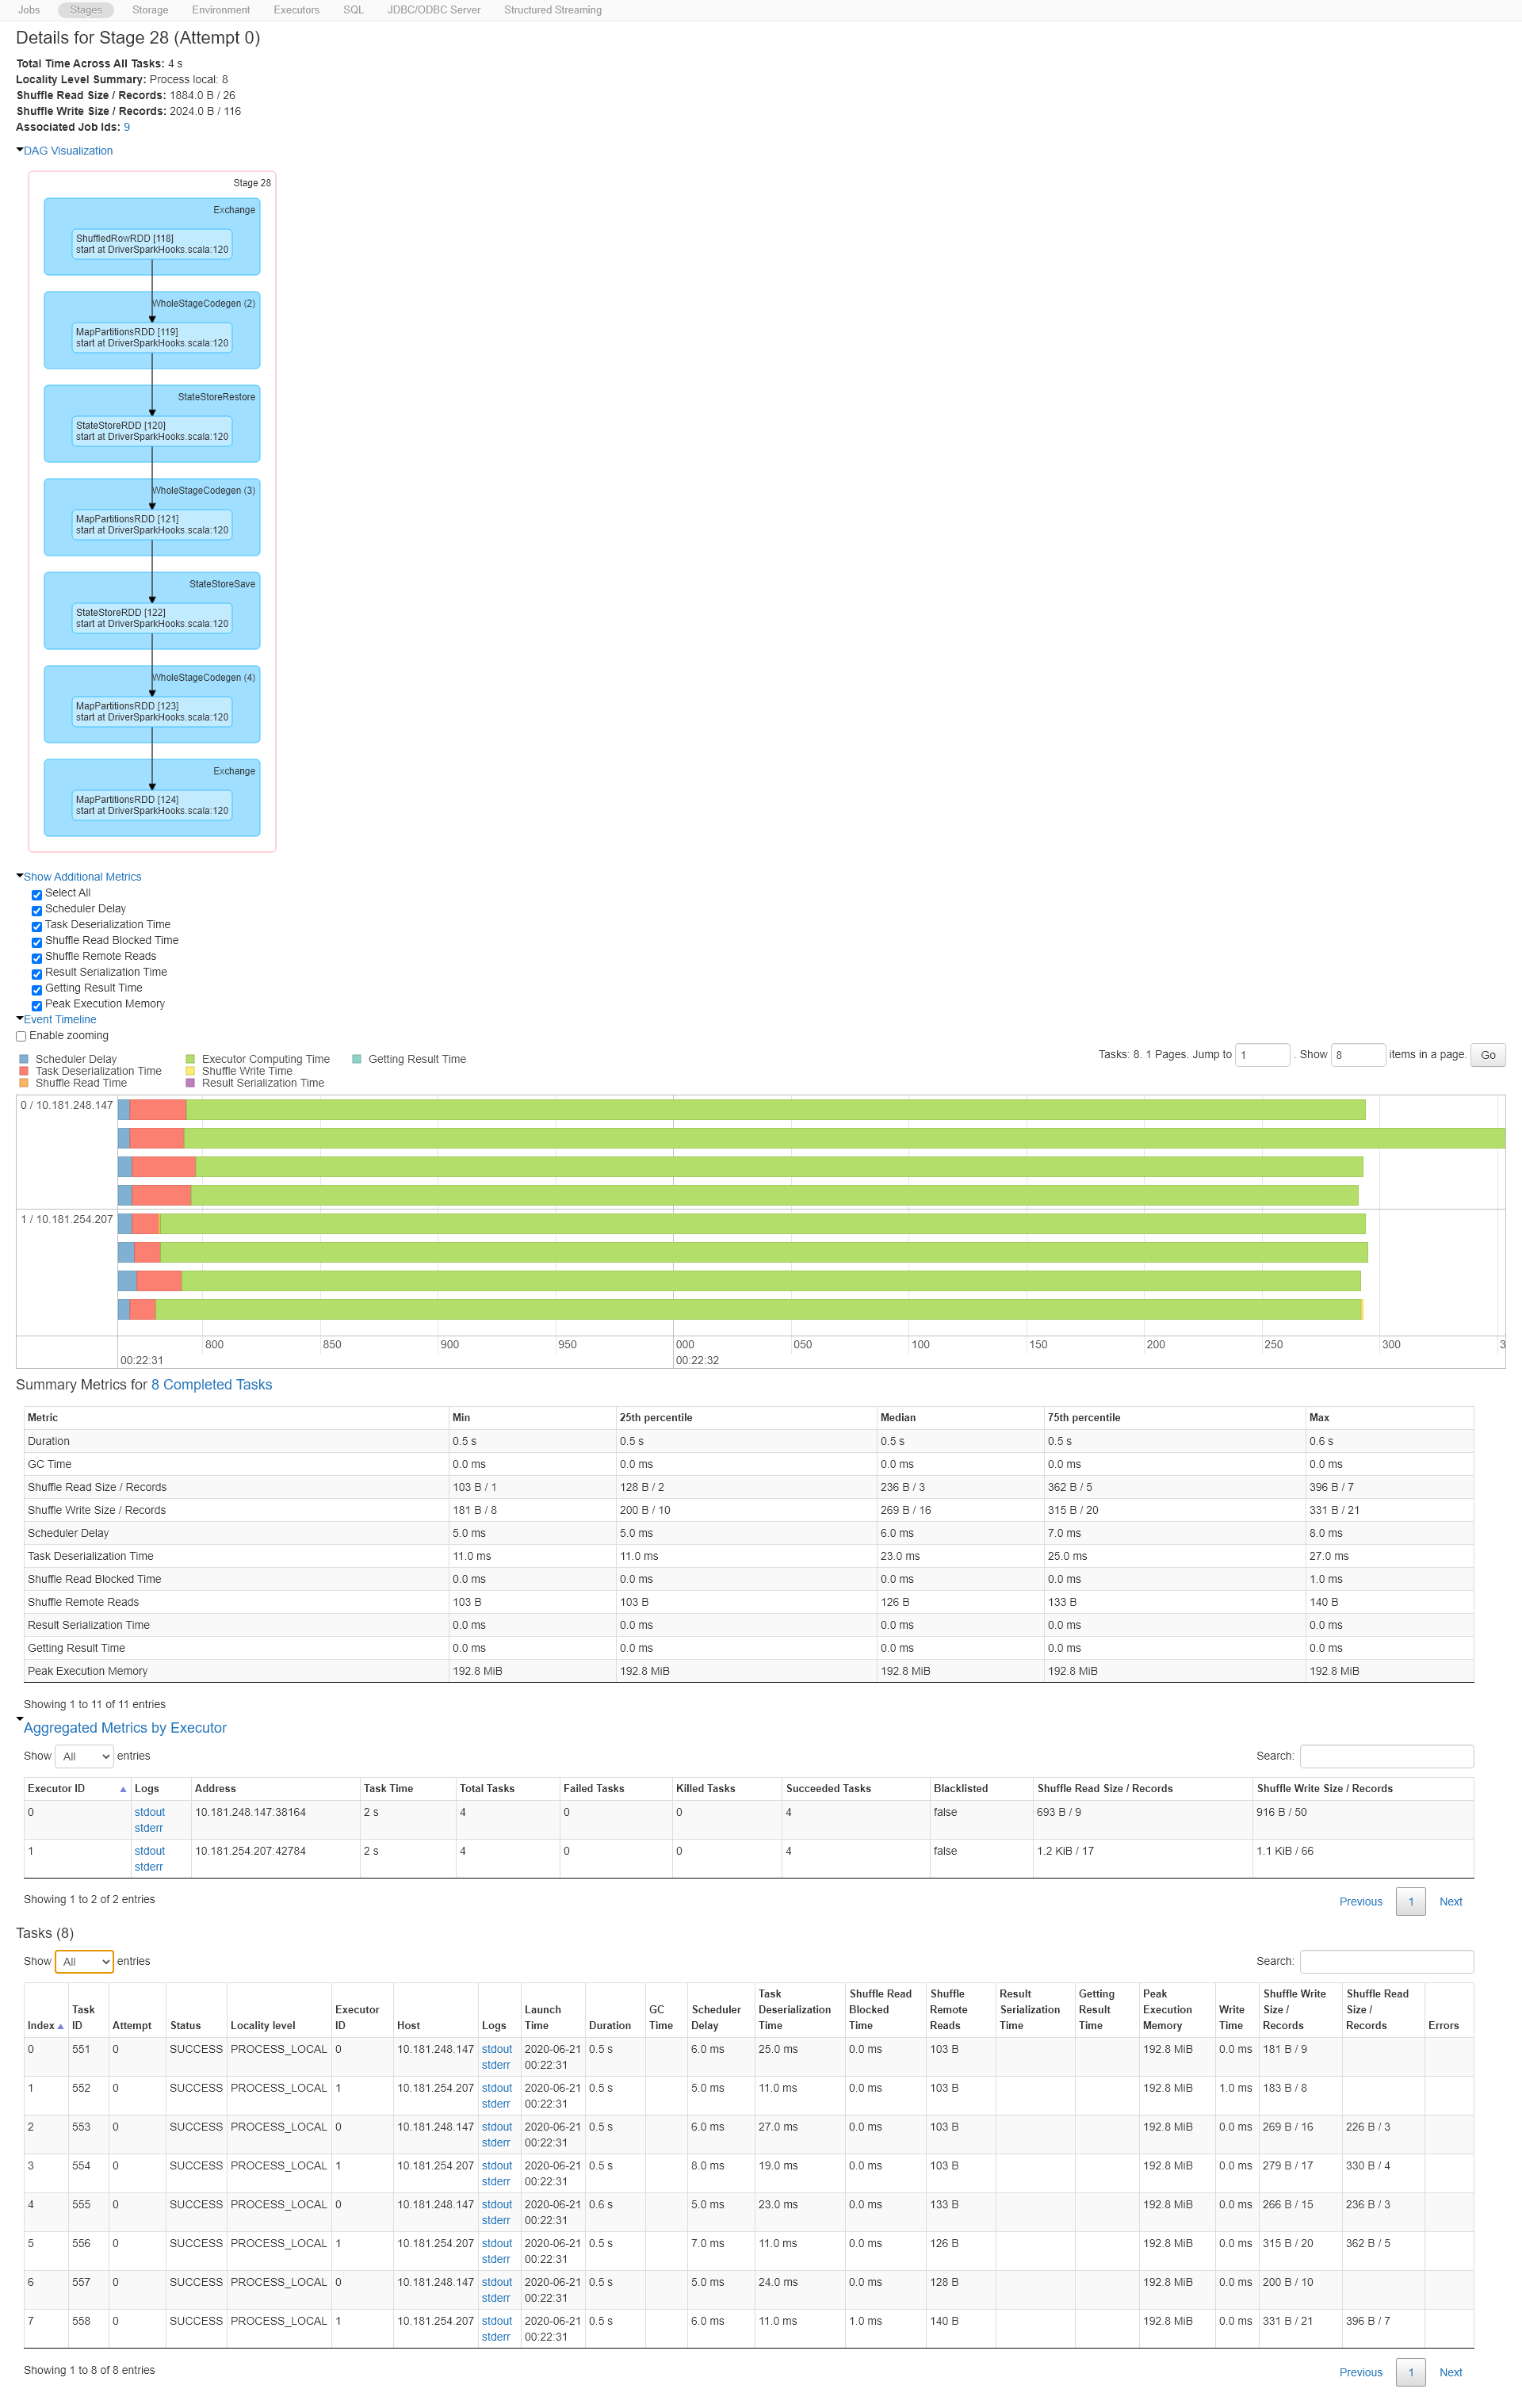 Jobs Stages Storage Environment Executors SQL JDBC/ODBC Server Structured Streaming
Details for Stage 28 (Attempt 0)
Total Time Across All Tasks: 4 s
Locality Level Summary: Process local: 8
Shuffle Read Size / Records: 1884.0 B / 26
Shuffle Write Size / Records: 2024.0 B / 116
Associated Job Ids: 9
DAG Visualization
Stage 28
Exchange
ShuffledRowRDD [118]
start at DriverSparkHooks.scala:120
WholeStageCodegen (2)
MapPartitionsRDD [119]
start at DriverSparkHooks.scala:120
StateStoreRestore
StateStoreRDD [120]
start at DriverSparkHooks.scala:120
WholeStageCodegen (3)
MapPartitionsRDD [121]
start at DriverSparkHooks.scala:120
StateStoreSave
StateStoreRDD [122]
start at DriverSparkHooks.scala:120
WholeStageCodegen (4)
MapPartitionsRDD [123]
start at DriverSparkHooks.scala:120
Exchange
MapPartitionsRDD [124]
start at DriverSparkHooks.scala:120
Show Additional Metrics
Select All
Scheduler Delay
Task Deserialization Time
Shuffle Read Blocked Time
Shuffle Remote Reads
Result Serialization Time
Getting Result Time
Peak Execution Memory
Event Timeline
Enable zooming
Scheduler Delay Executor Computing Time Getting Result Time
Task Deserialization Time Shuffle Write Time
Shuffle Read Time Result Serialization Time
Tasks: 8. 1 Pages. Jump to 1 . Show 8 items in a page. Go
0 / 10.181.248.147
1 / 10.181.254.207
800 850 900 950 000 050 100 150 200 250 300 3
00:22:31 00:22:32
Summary Metrics for 8 Completed Tasks
Metric Min 25th percentile Median 75th percentile Max
Duration 0.5 s 0.5 s 0.5 s 0.5 s 0.6 s
GC Time 0.0 ms 0.0 ms 0.0 ms 0.0 ms 0.0 ms
Shuffle Read Size / Records 103 B / 1 128 B / 2 236 B / 3 362 B / 5 396 B / 7
Shuffle Write Size / Records 181 B / 8 200 B / 10 269 B / 16 315 B / 20 331 B / 21
Scheduler Delay 5.0 ms 5.0 ms 6.0 ms 7.0 ms 8.0 ms
Task Deserialization Time 11.0 ms 11.0 ms 23.0 ms 25.0 ms 27.0 ms
Shuffle Read Blocked Time 0.0 ms 0.0 ms 0.0 ms 0.0 ms 1.0 ms
Shuffle Remote Reads 103 B 103 B 126 B 133 B 140 B
Result Serialization Time 0.0 ms 0.0 ms 0.0 ms 0.0 ms 0.0 ms
Getting Result Time 0.0 ms 0.0 ms 0.0 ms 0.0 ms 0.0 ms
Peak Execution Memory 192.8 MiB 192.8 MiB 192.8 MiB 192.8 MiB 192.8 MiB
Showing 1 to 11 of 11 entries
Aggregated Metrics by Executor
Show All entries Search:
Executor ID Logs Address Task Time Total Tasks Failed Tasks Killed Tasks Succeeded Tasks Blacklisted Shuffle Read Size / Records Shuffle Write Size / Records
0 stdout 10.181.248.147:38164 2 s 4 0 0 4 false 693 B / 9 916 B / 50
stderr
1 stdout 10.181.254.207:42784 2 s 4 0 0 4 false 1.2 KiB / 17 1.1 KiB / 66
stderr
Showing 1 to 2 of 2 entries Previous 1 Next
Tasks (8)
Show All entries Search:
Task Shuffle Read Shuffle Result Getting Peak Shuffle Write Shuffle Read
Task Executor Launch GC Scheduler Deserialization Blocked Remote Serialization Result Execution Write Size / Size /
Index ID Attempt Status Locality level ID Host Logs Time Duration Time Delay Time Time Reads Time Time Memory Time Records Records Errors
0 551 0 SUCCESS PROCESS_LOCAL 0 10.181.248.147 stdout 2020-06-21 0.5 s 6.0 ms 25.0 ms 0.0 ms 103 B 192.8 MiB 0.0 ms 181 B / 9
stderr 00:22:31
1 552 0 SUCCESS PROCESS_LOCAL 1 10.181.254.207 stdout 2020-06-21 0.5 s 5.0 ms 11.0 ms 0.0 ms 103 B 192.8 MiB 1.0 ms 183 B / 8
stderr 00:22:31
2 553 0 SUCCESS PROCESS_LOCAL 0 10.181.248.147 stdout 2020-06-21 0.5 s 6.0 ms 27.0 ms 0.0 ms 103 B 192.8 MiB 0.0 ms 269 B / 16 226 B / 3
stderr 00:22:31
3 554 0 SUCCESS PROCESS_LOCAL 1 10.181.254.207 stdout 2020-06-21 0.5 s 8.0 ms 19.0 ms 0.0 ms 103 B 192.8 MiB 0.0 ms 279 B / 17 330 B / 4
stderr 00:22:31
4 555 0 SUCCESS PROCESS_LOCAL 0 10.181.248.147 stdout 2020-06-21 0.6 s 5.0 ms 23.0 ms 0.0 ms 133 B 192.8 MiB 0.0 ms 266 B / 15 236 B / 3
stderr 00:22:31
5 556 0 SUCCESS PROCESS_LOCAL 1 10.181.254.207 stdout 2020-06-21 0.5 s 7.0 ms 11.0 ms 0.0 ms 126 B 192.8 MiB 0.0 ms 315 B / 20 362 B / 5
stderr 00:22:31
6 557 0 SUCCESS PROCESS_LOCAL 0 10.181.248.147 stdout 2020-06-21 0.5 s 5.0 ms 24.0 ms 0.0 ms 128 B 192.8 MiB 0.0 ms 200 B / 10
stderr 00:22:31
7 558 0 SUCCESS PROCESS_LOCAL 1 10.181.254.207 stdout 2020-06-21 0.5 s 6.0 ms 11.0 ms 1.0 ms 140 B 192.8 MiB 0.0 ms 331 B / 21 396 B / 7
stderr 00:22:31
Showing 1 to 8 of 8 entries Previous 1 Next